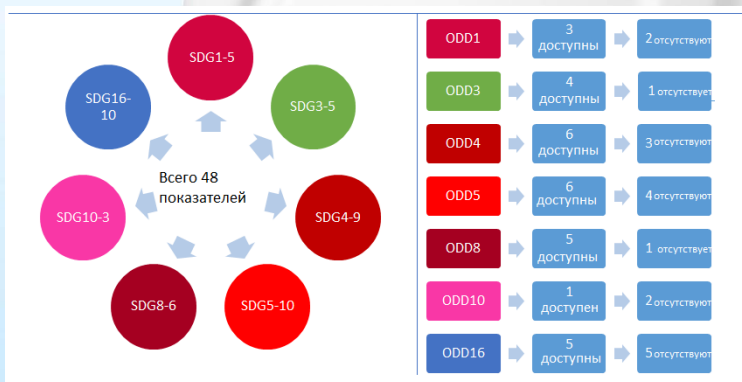 SDG1-5
SDG3-5
SDG4-9
SDG5-10
SDG8-6
SDG10-3
SDG16-
10
Всего 48
показателей
ODD1
3
доступны
2 отсутствуют
ODD3
4
доступны
1 отсутствует
ODD4
6
доступны
3 отсутствуют
ODD5
6
доступны
4 отсутствуют
ODD8
5
доступны
1 отсутствует
ODD10
1
доступен
2 отсутствуют
ODD16
5
доступны
5 отсутствуют